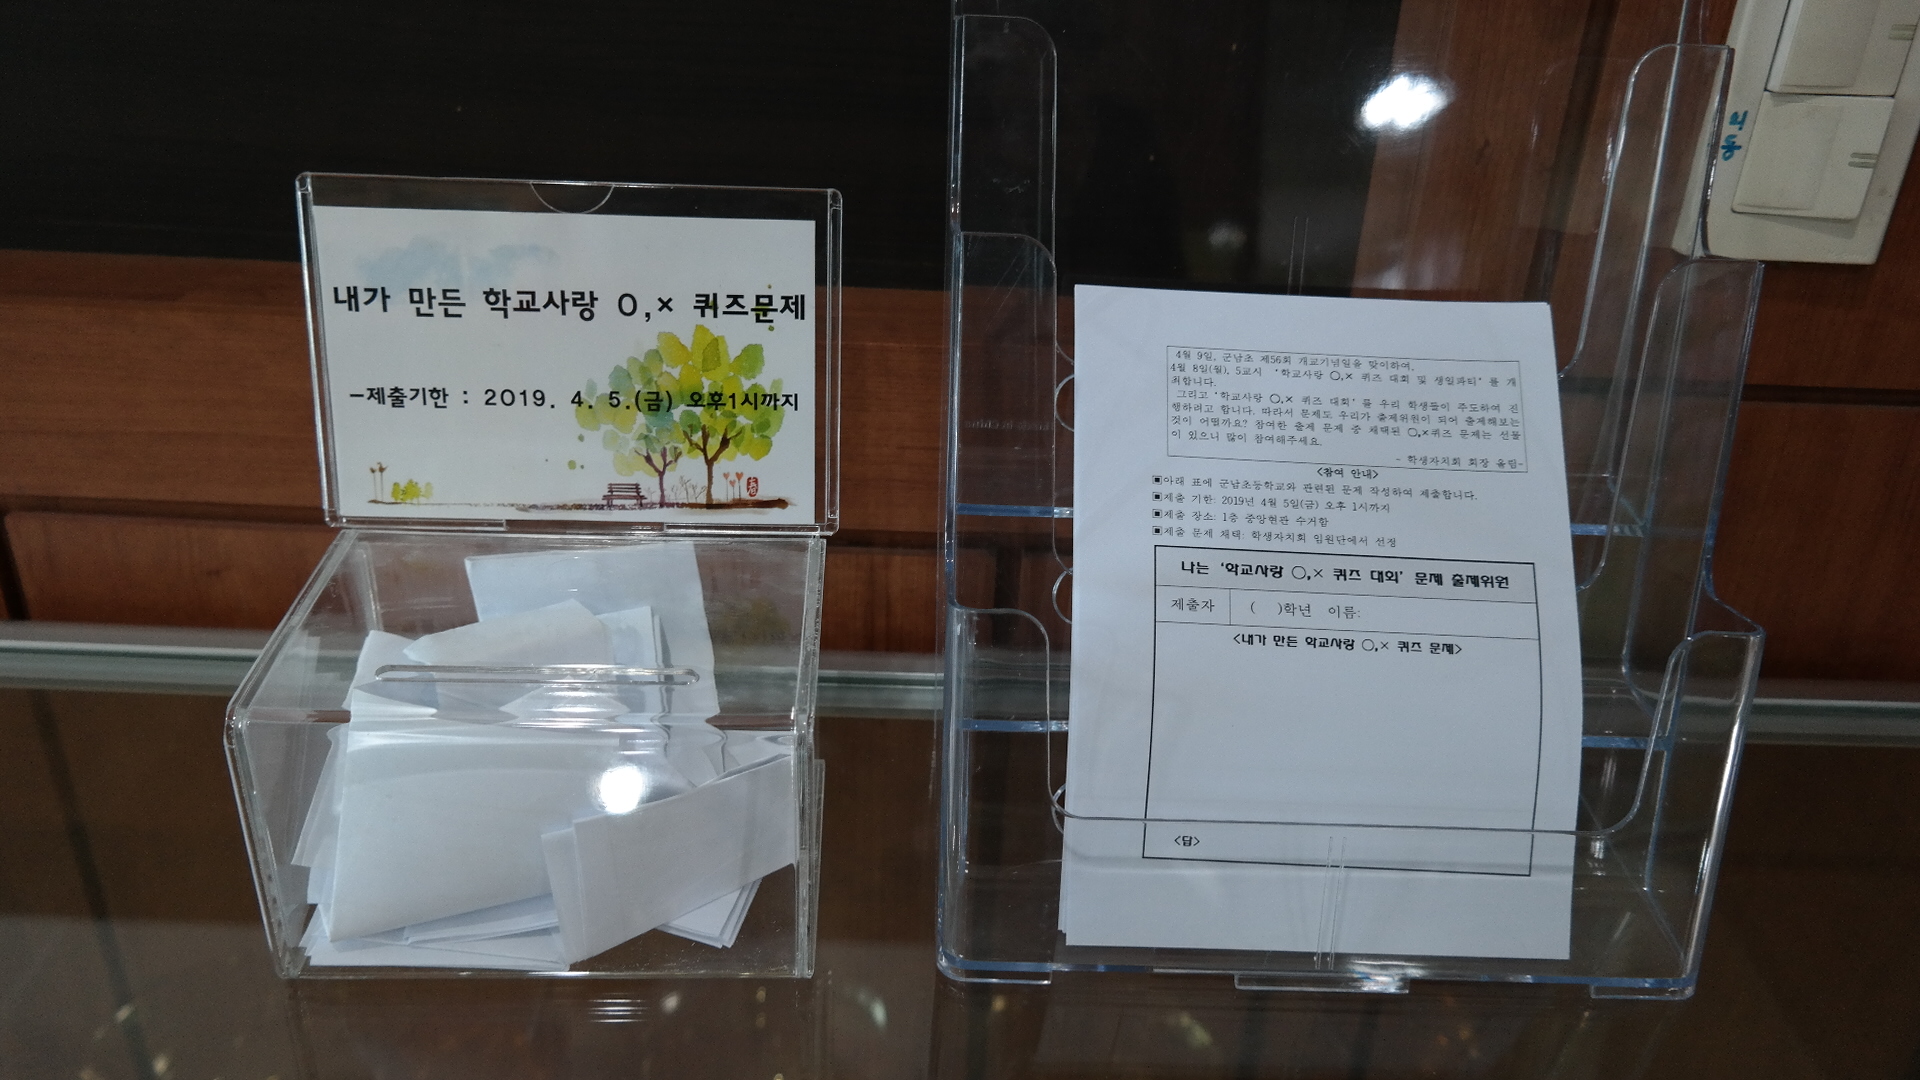 내가 만든 학교사랑 O,× 퀴즈문제
-제출기한 : 2019. 4. 5.(금) 오후1시까지
4월 9일, 군남초 제56회 개교기념일을 맞이하여,
4월 8일(월), 5교시 '학교사랑 ○,× 퀴즈 대회 및 생일파티' 를 개
최합니다.
그리고 '학교사랑 ○,× 퀴즈 대회' 를 우리 학생들이 주도하여 진
행하려고 합니다. 따라서 문제도 우리가 출제위원이 되어 출제해보는
것이 어떨까요? 참여한 출제 문제 중 채택된 ○,×퀴즈 문제는 선물
이 있으니 많이 참여해주세요.
- 학생자치회 회장 올림-
<참여 안내>
▣아래 표에 군남초등학교와 관련된 문제 작성하여 제출합니다.
▣제출 기한: 2019년 4월 5일(금) 오후 1시까지
▣제출 장소: 1층 중앙현관 수거함
▣제출 문제 채택: 학생자치회 임원단에서 선정
나는 '학교사랑 ○,× 퀴즈 대회' 문제 출제위원
제출자 ( )학년 이름:
<내가 만든 학교사랑 ○,× 퀴즈 문제>
<답>